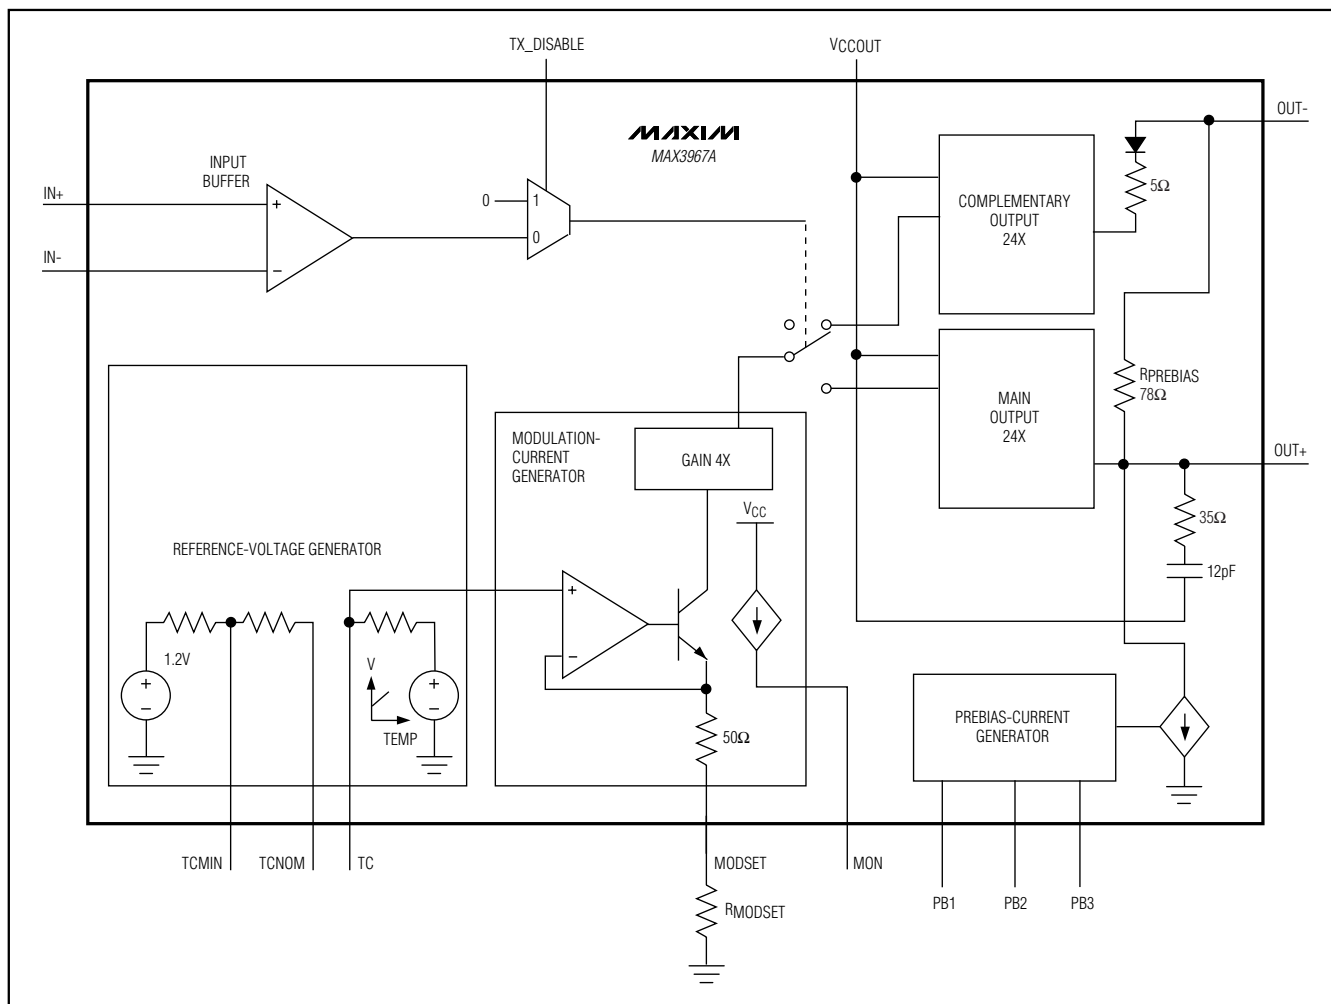 TX_DISABLE
VCCOUT
OUT-
MAXIM
MAX3967A
INPUT
BUFFER
IN+
IN-
+
−
0
1
0
COMPLEMENTARY
OUTPUT
24X
5Ω
RPREBIAS
78Ω
MAIN
OUTPUT
24X
OUT+
35Ω
12pF
MODULATION-
CURRENT
GENERATOR
GAIN 4X
VCC
REFERENCE-VOLTAGE GENERATOR
1.2V
+
−
V
TEMP
+
−
+
−
50Ω
PREBIAS-CURRENT
GENERATOR
TCMIN
TCNOM
TC
MODSET
MON
RMODSET
PB1
PB2
PB3